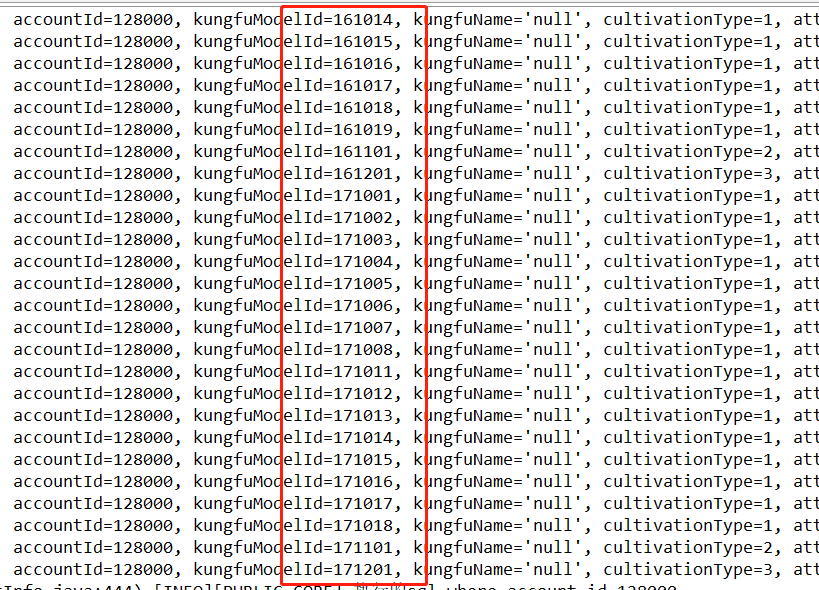 accountId=128000, kungfuModelId=161014, kungfuName='null', cultivationType=1, att
accountId=128000, kungfuModelId=161015, kungfuName='null', cultivationType=1, att
accountId=128000, kungfuModelId=161016, kungfuName='null', cultivationType=1, att
accountId=128000, kungfuModelId=161017, kungfuName='null', cultivationType=1, att
accountId=128000, kungfuModelId=161018, kungfuName='null', cultivationType=1, att
accountId=128000, kungfuModelId=161019, kungfuName='null', cultivationType=1, att
accountId=128000, kungfuModelId=161101, kungfuName='null', cultivationType=2, att
accountId=128000, kungfuModelId=161201, kungfuName='null', cultivationType=3, att
accountId=128000, kungfuModelId=171001, kungfuName='null', cultivationType=1, att
accountId=128000, kungfuModelId=171002, kungfuName='null', cultivationType=1, att
accountId=128000, kungfuModelId=171003, kungfuName='null', cultivationType=1, att
accountId=128000, kungfuModelId=171004, kungfuName='null', cultivationType=1, att
accountId=128000, kungfuModelId=171005, kungfuName='null', cultivationType=1, att
accountId=128000, kungfuModelId=171006, kungfuName='null', cultivationType=1, att
accountId=128000, kungfuModelId=171007, kungfuName='null', cultivationType=1, att
accountId=128000, kungfuModelId=171008, kungfuName='null', cultivationType=1, att
accountId=128000, kungfuModelId=171011, kungfuName='null', cultivationType=1, att
accountId=128000, kungfuModelId=171012, kungfuName='null', cultivationType=1, att
accountId=128000, kungfuModelId=171013, kungfuName='null', cultivationType=1, att
accountId=128000, kungfuModelId=171014, kungfuName='null', cultivationType=1, att
accountId=128000, kungfuModelId=171015, kungfuName='null', cultivationType=1, att
accountId=128000, kungfuModelId=171016, kungfuName='null', cultivationType=1, att
accountId=128000, kungfuModelId=171017, kungfuName='null', cultivationType=1, att
accountId=128000, kungfuModelId=171018, kungfuName='null', cultivationType=1, att
accountId=128000, kungfuModelId=171101, kungfuName='null', cultivationType=2, att
accountId=128000, kungfuModelId=171201, kungfuName='null', cultivationType=3, att
tInfo.java:444) [INFO][PUBLIC_CORE] sql where account_id=128000